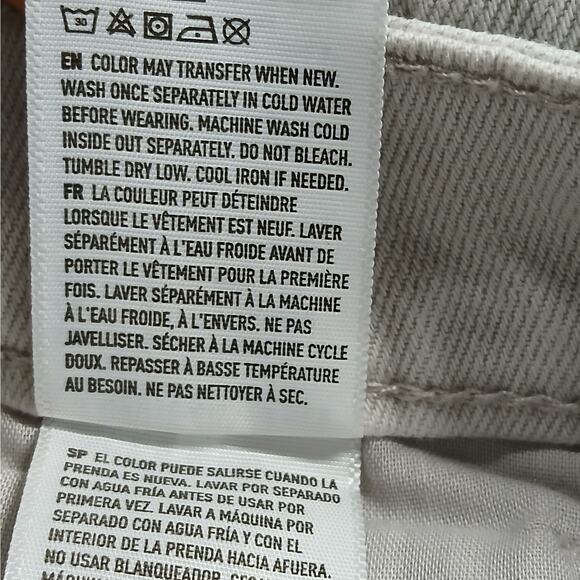 30
EN COLOR MAY TRANSFER WHEN NEW.
WASH ONCE SEPARATELY IN COLD WATER
BEFORE WEARING. MACHINE WASH COLD
INSIDE OUT SEPARATELY. DO NOT BLEACH.
TUMBLE DRY LOW. COOL IRON IF NEEDED.
FR LA COULEUR PEUT DÉTEINDRE
LORSQUE LE VÊTEMENT EST NEUF. LAVER
SÉPARÉMENT À L'EAU FROIDE AVANT DE
PORTER LE VÊTEMENT POUR LA PREMIÈRE
FOIS. LAVER SÉPARÉMENT À LA MACHINE
À L'EAU FROIDE, À L'ENVERS. NE PAS
JAVELLISER. SÉCHER À LA MACHINE CYCLE
DOUX. REPASSER À BASSE TEMPÉRATURE
AU BESOIN. NE PAS NETTOYER À SEC.
SP EL COLOR PUEDE SALIRSE CUANDO LA
PRENDA ES NUEVA. LAVAR POR SEPARADO
CON AGUA FRÍA ANTES DE USAR POR
PRIMERA VEZ. LAVAR A MÁQUINA POR
SEPARADO CON AGUA FRÍA Y CON EL
INTERIOR DE LA PRENDA HACIA AFUERA.
NO USAR BLANQUEADOR.